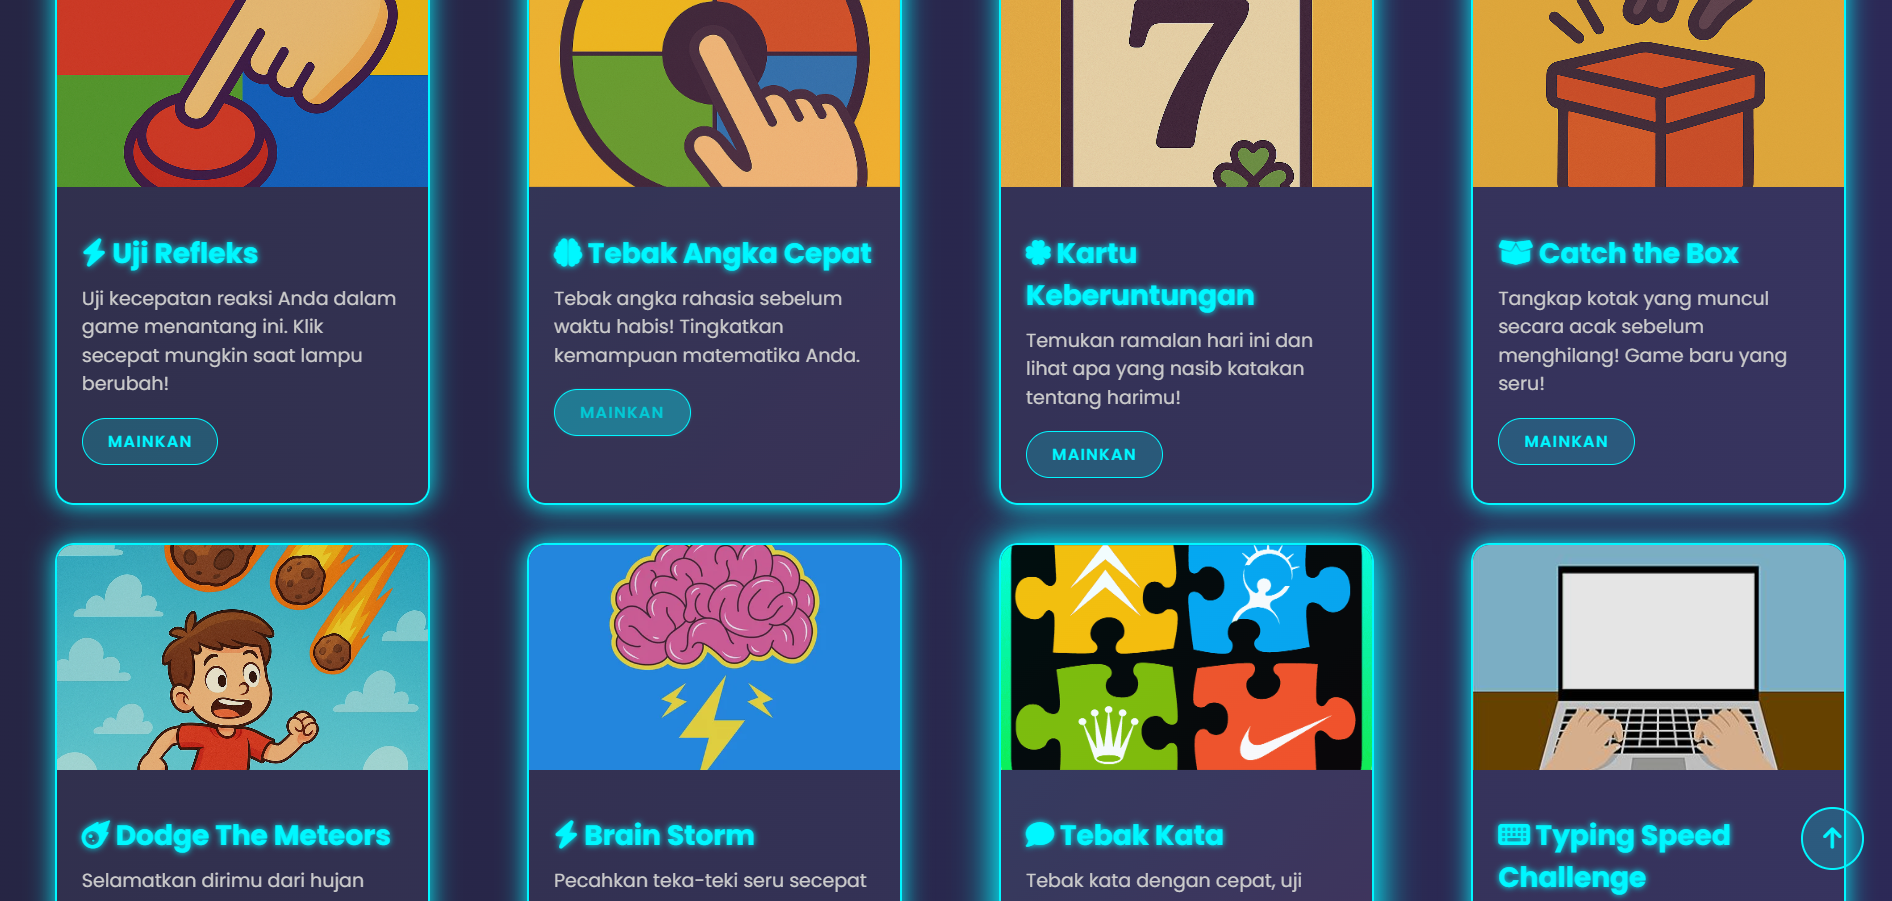 7
Uji Refleks
Uji kecepatan reaksi Anda dalam
game menantang ini. Klik
secepat mungkin saat lampu
berubah!
MAINKAN
Tebak Angka Cepat
Tebak angka rahasia sebelum
waktu habis! Tingkatkan
kemampuan matematika Anda.
MAINKAN
Kartu
Keberuntungan
Temukan ramalan hari ini dan
lihat apa yang nasib katakan
tentang harimu!
MAINKAN
Catch the Box
Tangkap kotak yang muncul
secara acak sebelum
menghilang! Game baru yang
seru!
MAINKAN
Dodge The Meteors
Selamatkan dirimu dari hujan
Brain Storm
Pecahkan teka-teki seru secepat
Tebak Kata
Tebak kata dengan cepat, uji
Typing Speed
Challenge